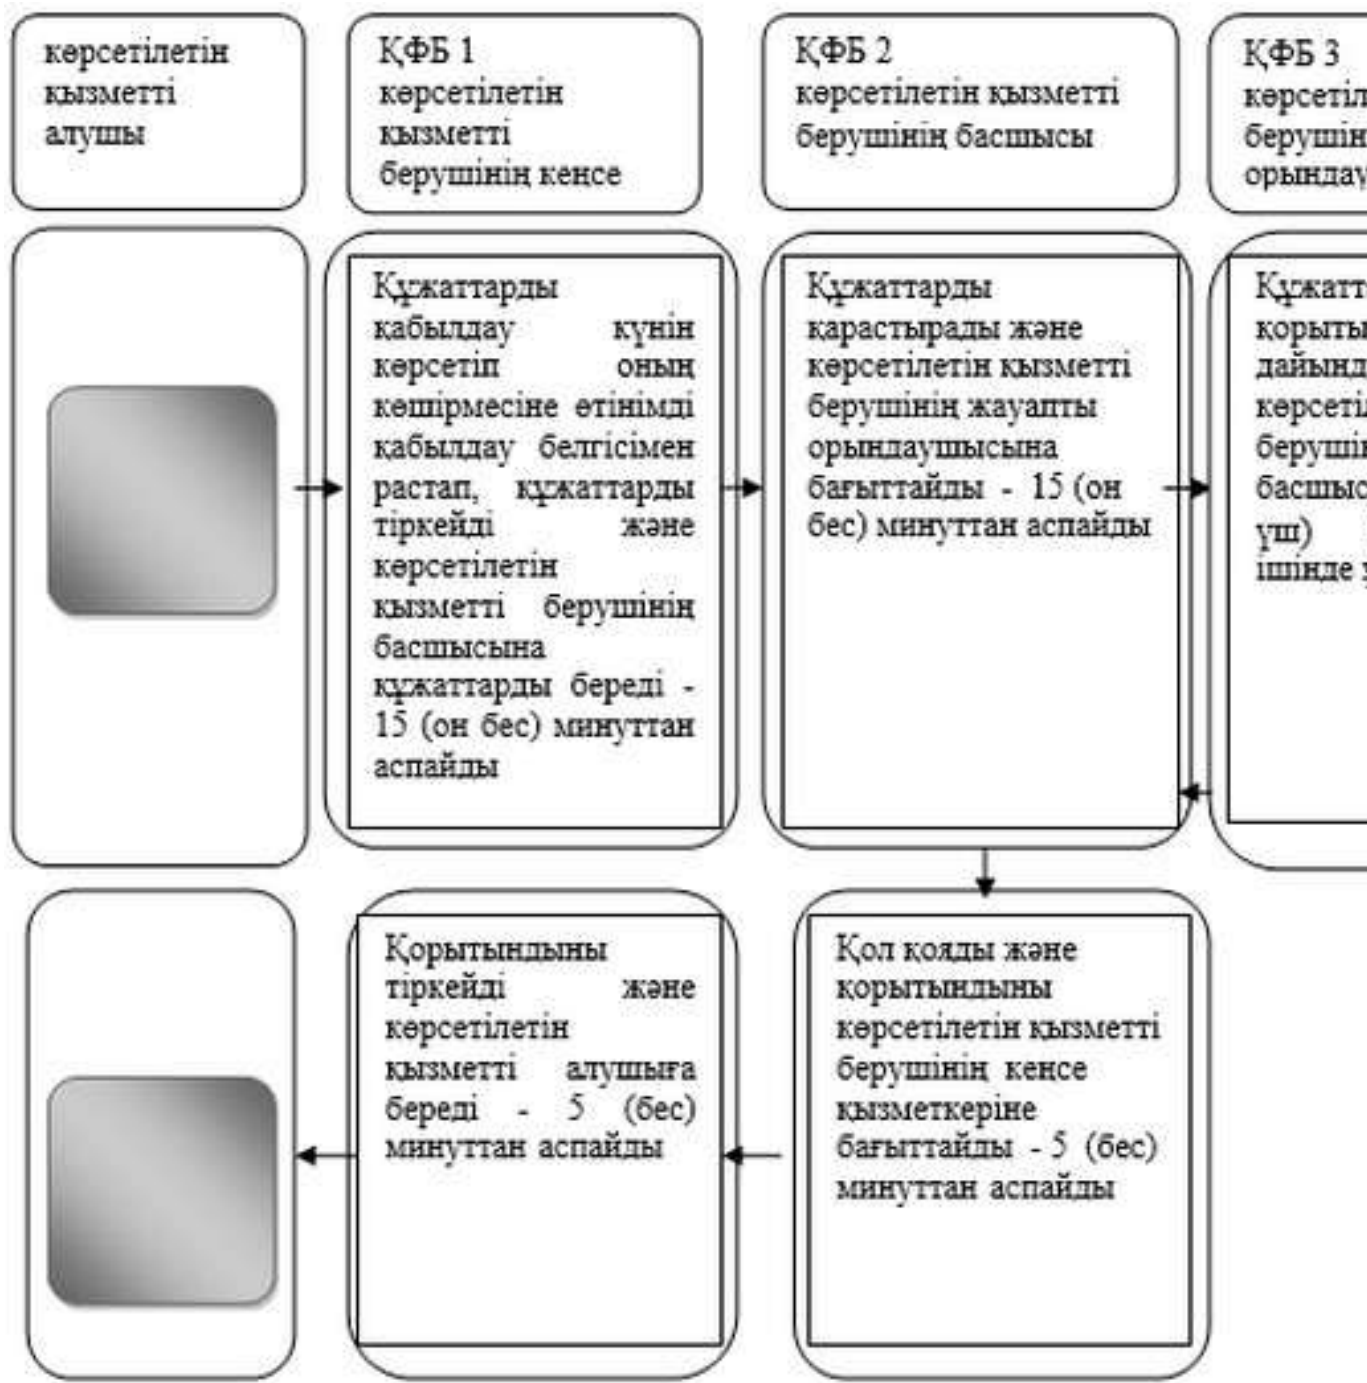 көрсетілетін
қызметті
алушы
ҚФБ 1
көрсетілетін
қызметті
берушінің кеңсе
ҚФБ 2
көрсетілетін қызметті
берушінің басшысы
ҚФБ 3
Құжаттарды
қабылдау күнін
көрсетіп оның
көшірмесіне өтінімді
қабылдау белгісімен
растап, құжаттарды
тіркейді және
көрсетілетін
қызметті берушінің
басшысына
құжаттарды береді -
15 (он бес) минуттан
аспайды
Құжаттарды
қарастырады және
көрсетілетін қызметті
берушінің жауапты
орындаушысына
бағыттайды - 15 (он
бес) минуттан аспайды
үш)
ішінде
Қорытындыны
тіркейді және
көрсетілетін
қызметті алушыға
береді - 5 (бес)
минуттан аспайды
Қол қояды және
қорытындыны
көрсетілетін қызметті
берушінің кеңсе
қызметкеріне
бағыттайды - 5 (бес)
минуттан аспайды